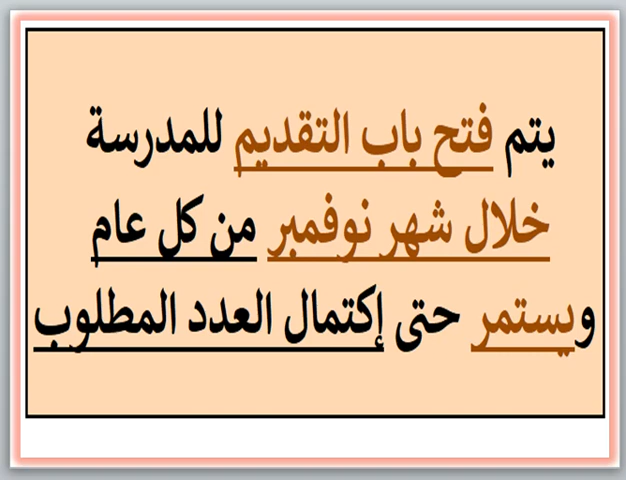 يتم فتح باب التقديم للمدرسة
خلال شهر نوفمبر من كل عام
ويستمر حتى إكتمال العدد المطلوب